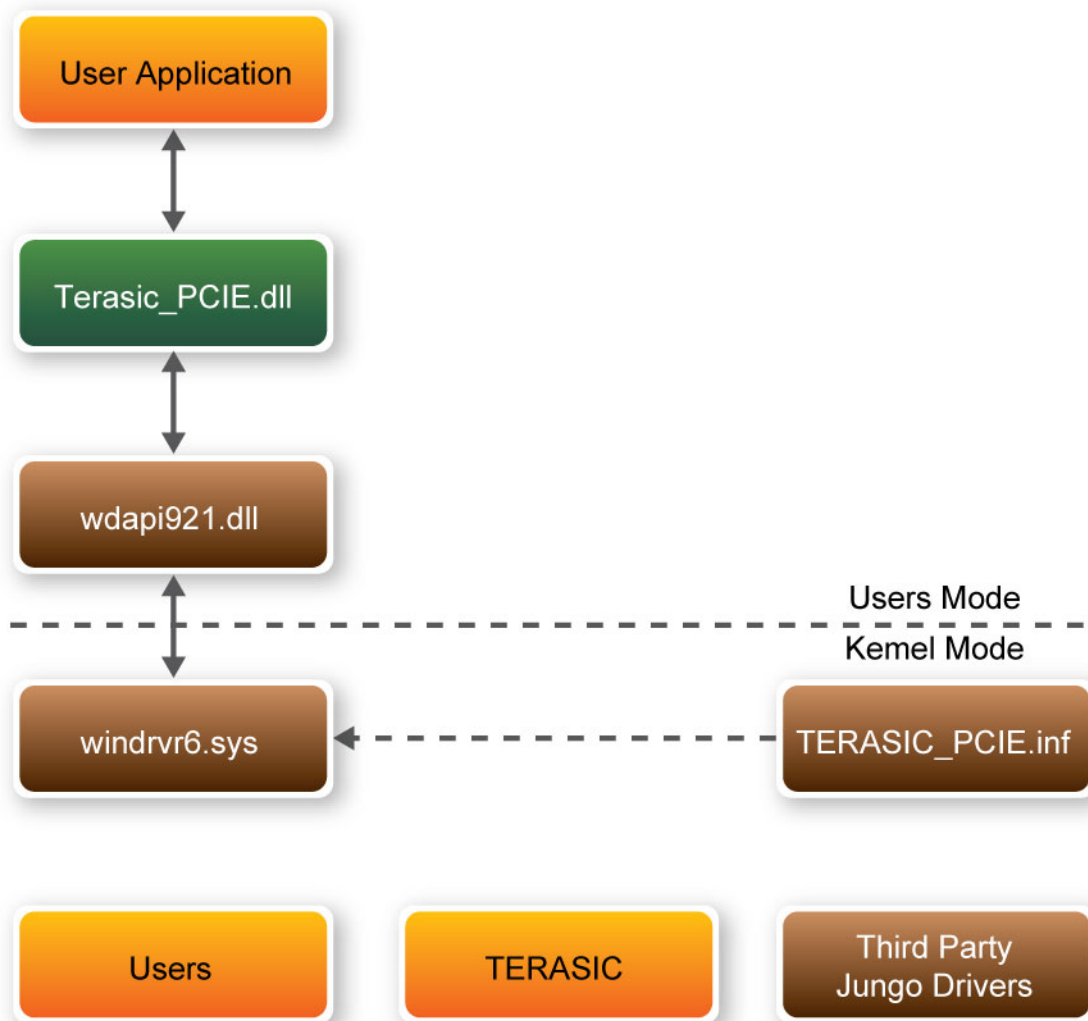 User Application
Terasic_PCIE.dll
wdapi921.dll
Users Mode
Kemel Mode
windrvr6.sys
TERASIC_PCIE.inf
Users
TERASIC
Third Party
Jungo Drivers